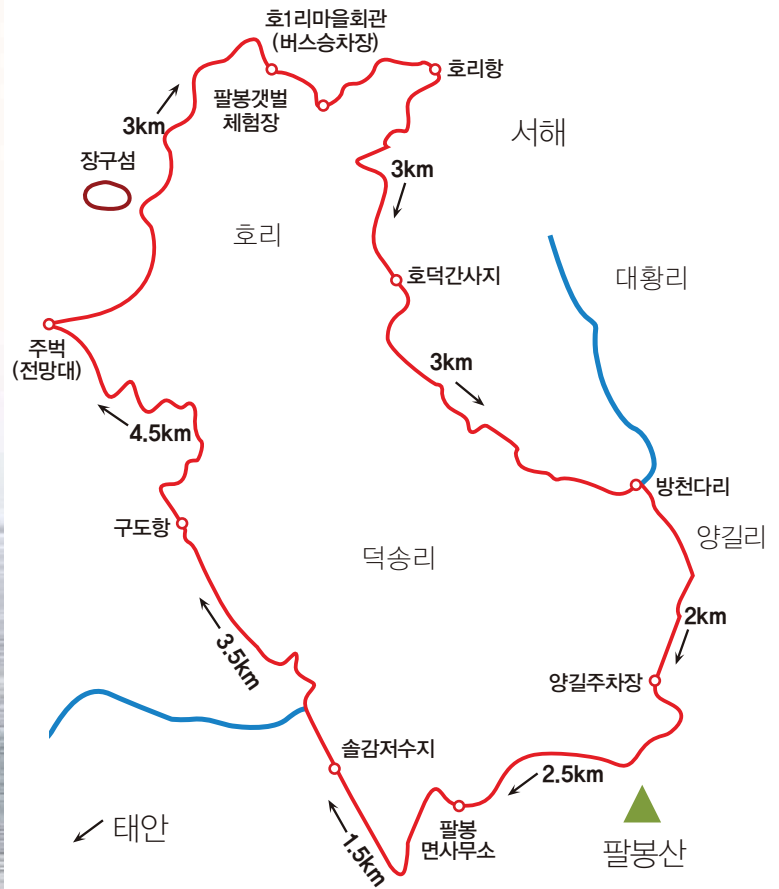 호1리마을회관
(버스승차장)
호리항
팔봉갯벌
체험장
3km
서해
장구섬
3km
호리
호덕간사지
대황리
주벅
(전망대)
3km
4.5km
방천다리
구도항
양길리
덕송리
2km
3.5km
양길주차장
솔감저수지
2.5km
태안
1.5km
팔봉
면사무소
팔봉산